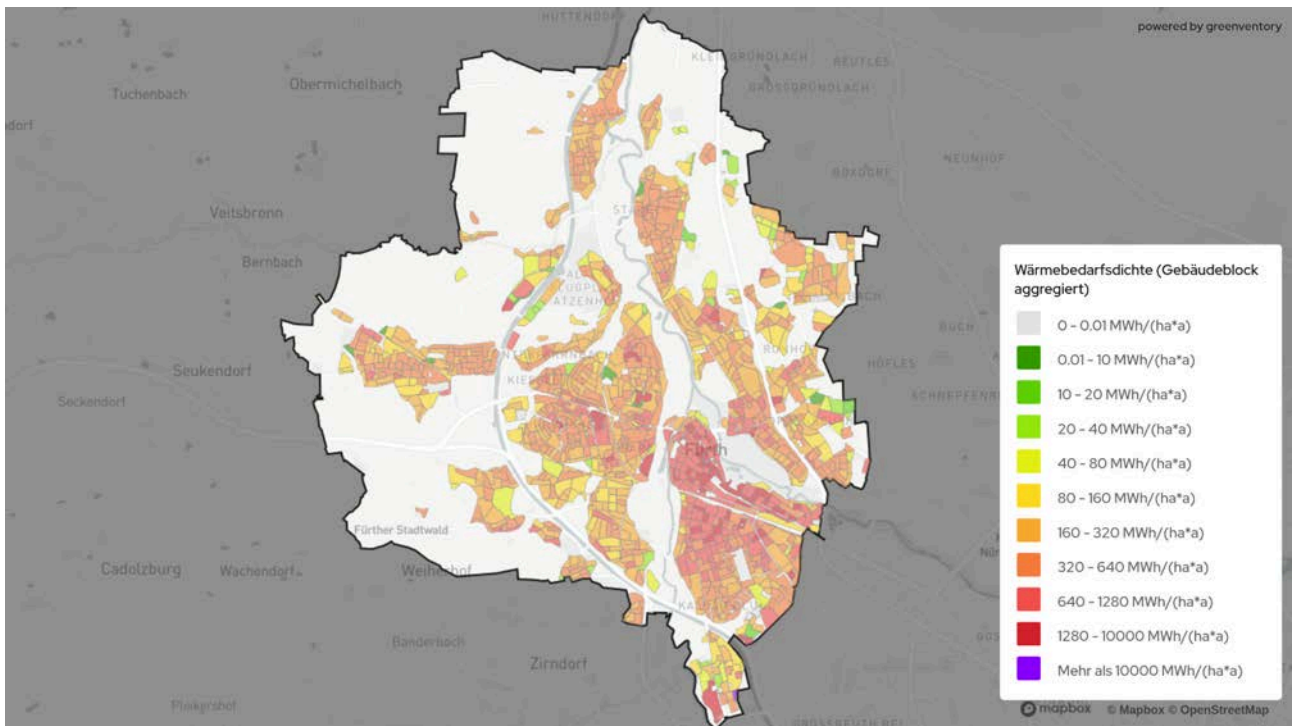 HÜTTENDORF
powered by greenventory
KLEINGRÜNDLACH
REUTLES
Obermichelbach
Tuchenbach
GROSSGRÜNDLACH
NEUNHOF
BOXDORF
Veitsbronn
Bernbach
Wärmebedarfsdichte (Gebäudeblock
aggregiert)
0 - 0.01 MWh/(ha*a)
BUCH
0.01 - 10 MWh/(ha*a)
HÖFLES
Seukendorf
10 - 20 MWh/(ha*a)
20 - 40 MWh/(ha*a)
40 - 80 MWh/(ha*a)
Fürth
80 - 160 MWh/(ha*a)
160 - 320 MWh/(ha*a)
Fürther Stadtwald
320 - 640 MWh/(ha*a)
Cadolzburg
Wachendorf
Weiherhof
640 - 1280 MWh/(ha*a)
1280 - 10000 MWh/(ha*a)
Banderbach
Zirndorf
Mehr als 10000 MWh/(ha*a)
mapbox © Mapbox © OpenStreetMap